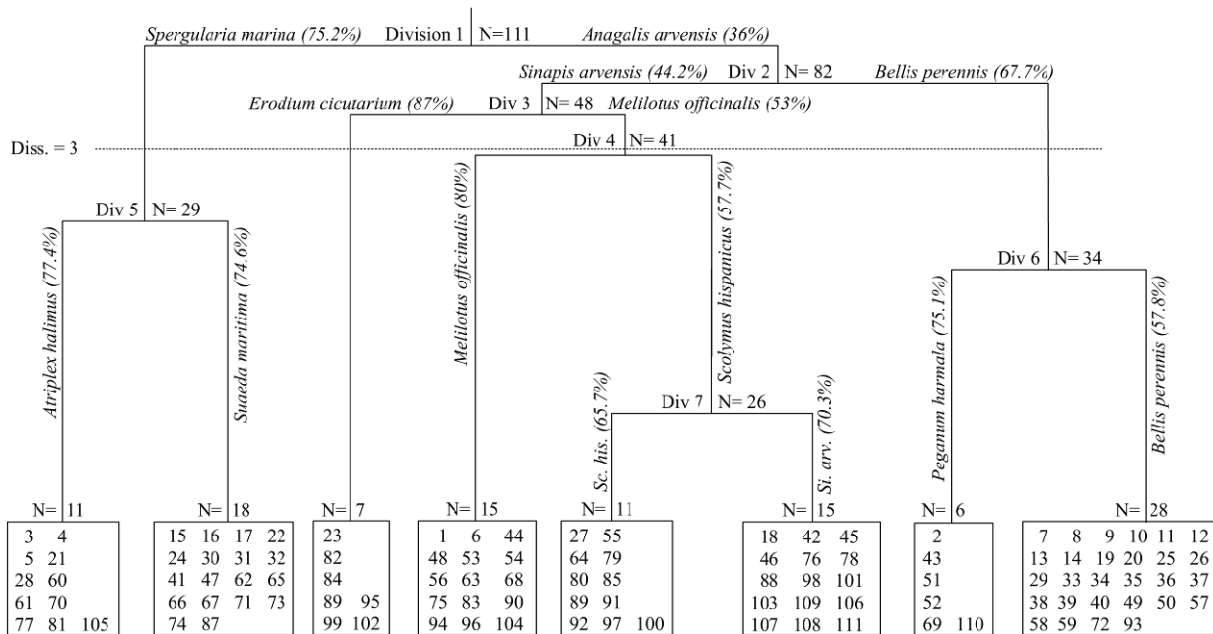 Spergularia marina (75.2%) Division 1 N=111 Anagalis arvensis (36%)
Sinapis arvensis (44.2%) Div 2 N= 82 Bellis perennis (67.7%)
Erodium cicutarium (87%) Div 3 N= 48 Melilotus officinalis (53%)
Diss. = 3
Div 4 N= 41
Div 5 N= 29
Div 6 N= 34
Atriplex halimus (77.4%)
Suaeda maritima (74.6%)
Melilotus officinalis (80%)
Scolymus hispanicus (57.7%)
Peganum harmala (75.1%)
Bellis perennis (57.8%)
Div 7 N= 26
Sc. his. (65.7%)
Si. arv. (70.3%)
N= 11
3 4
5 21
28 60
61 70
77 81 105
N= 18
15 16 17 22
24 30 31 32
41 47 62 65
66 67 71 73
74 87
N= 7
23
82
84
89 95
99 102
N= 15
1 6 44
48 53 54
56 63 68
75 83 90
94 96 104
N= 11
27 55
64 79
80 85
89 91
92 97 100
N= 15
18 42 45
46 76 78
88 98 101
103 109 106
107 108 111
N= 6
2
43
51
52
69 110
N= 28
7 8 9 10 11 12
13 14 19 20 25 26
29 33 34 35 36 37
38 39 40 49 50 57
58 59 72 93